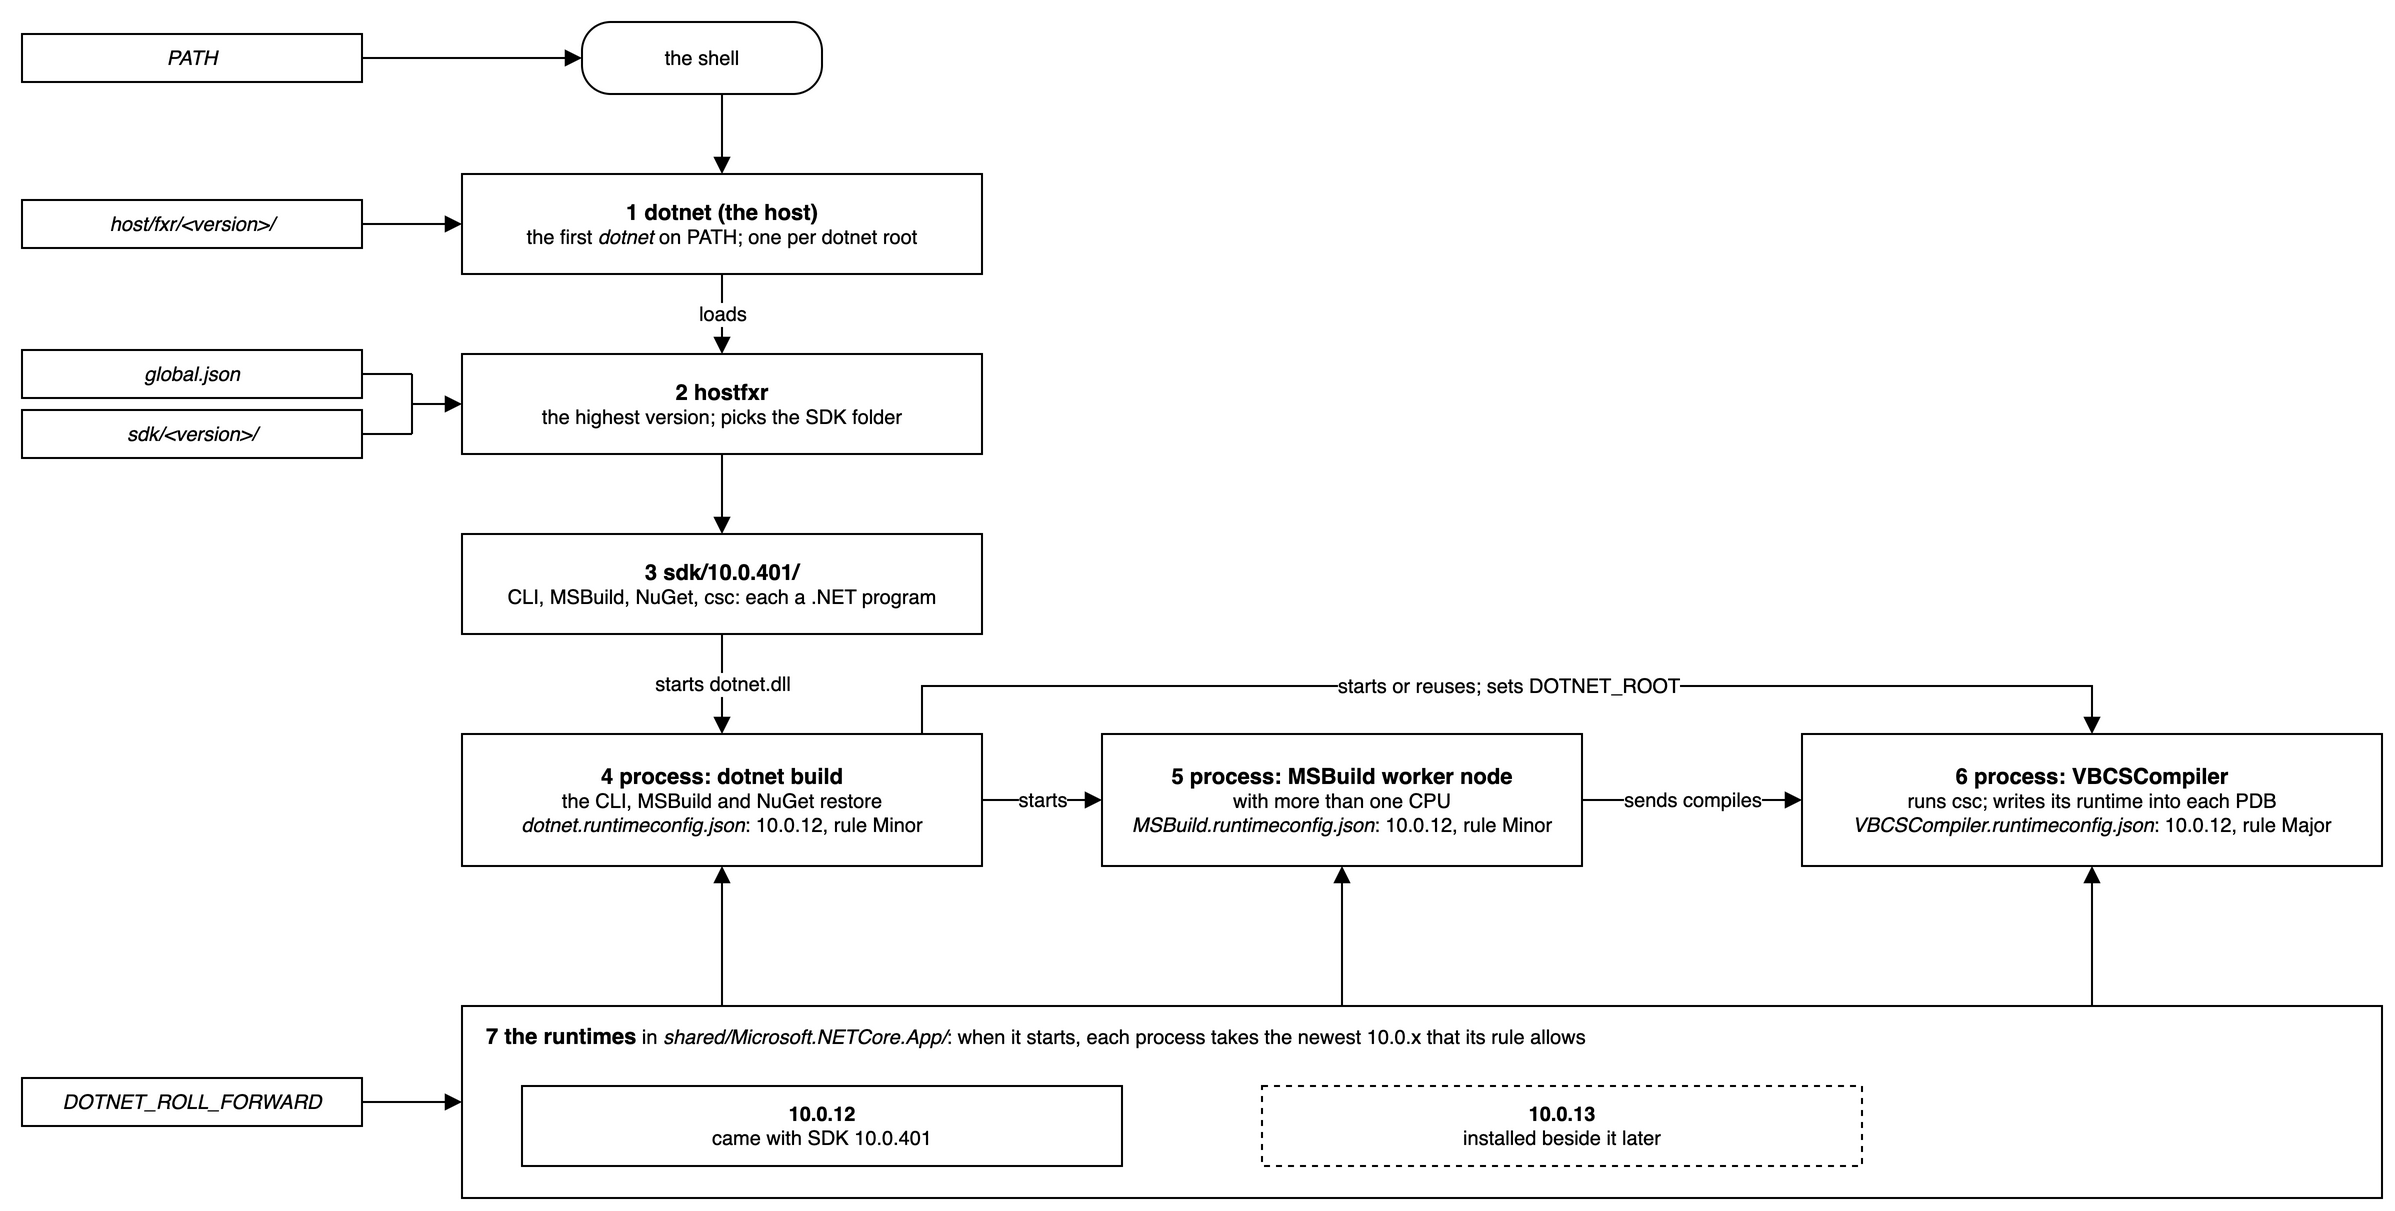 PATH
the shell
host/fxr/<version>/
1 dotnet (the host)
the first dotnet on PATH; one per dotnet root
loads
global.json
sdk/<version>/
2 hostfxr
the highest version; picks the SDK folder
3 sdk/10.0.401/
CLI, MSBuild, NuGet, csc: each a .NET program
starts dotnet.dll
starts or reuses; sets DOTNET_ROOT
4 process: dotnet build
the CLI, MSBuild and NuGet restore
dotnet.runtimeconfig.json: 10.0.12, rule Minor
starts
5 process: MSBuild worker node
with more than one CPU
MSBuild.runtimeconfig.json: 10.0.12, rule Minor
sends compiles
6 process: VBCSCompiler
runs csc; writes its runtime into each PDB
VBCSCompiler.runtimeconfig.json: 10.0.12, rule Major
7 the runtimes in shared/Microsoft.NETCore.App/: when it starts, each process takes the newest 10.0.x that its rule allows
DOTNET_ROLL_FORWARD
10.0.12
came with SDK 10.0.401
10.0.13
installed beside it later